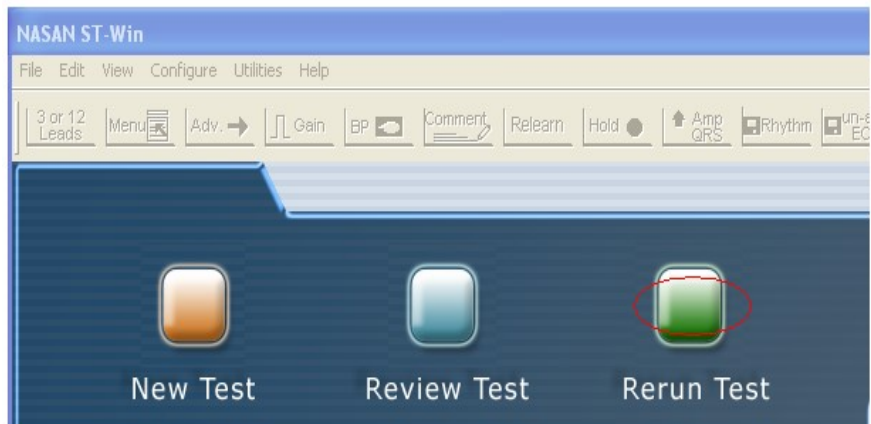 NASAN ST-Win
File Edit View Configure Utilities Help
3 or 12 Leads Menu Adv. Gain BP Comment Relearn Hold Amp QRS Rhythm un-
New Test Review Test Rerun Test